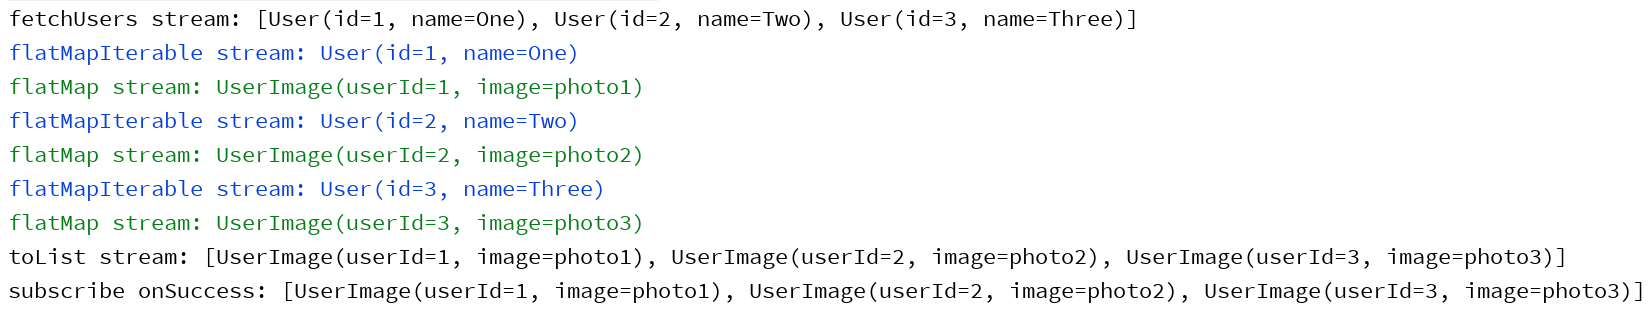 fetchUsers stream: [User(id=1, name=One), User(id=2, name=Two), User(id=3, name=Three)]
flatMapIterable stream: User(id=1, name=One)
flatMap stream: UserImage(userId=1, image=photo1)
flatMapIterable stream: User(id=2, name=Two)
flatMap stream: UserImage(userId=2, image=photo2)
flatMapIterable stream: User(id=3, name=Three)
flatMap stream: UserImage(userId=3, image=photo3)
toList stream: [UserImage(userId=1, image=photo1), UserImage(userId=2, image=photo2), UserImage(userId=3, image=photo3)]
subscribe onSuccess: [UserImage(userId=1, image=photo1), UserImage(userId=2, image=photo2), UserImage(userId=3, image=photo3)]